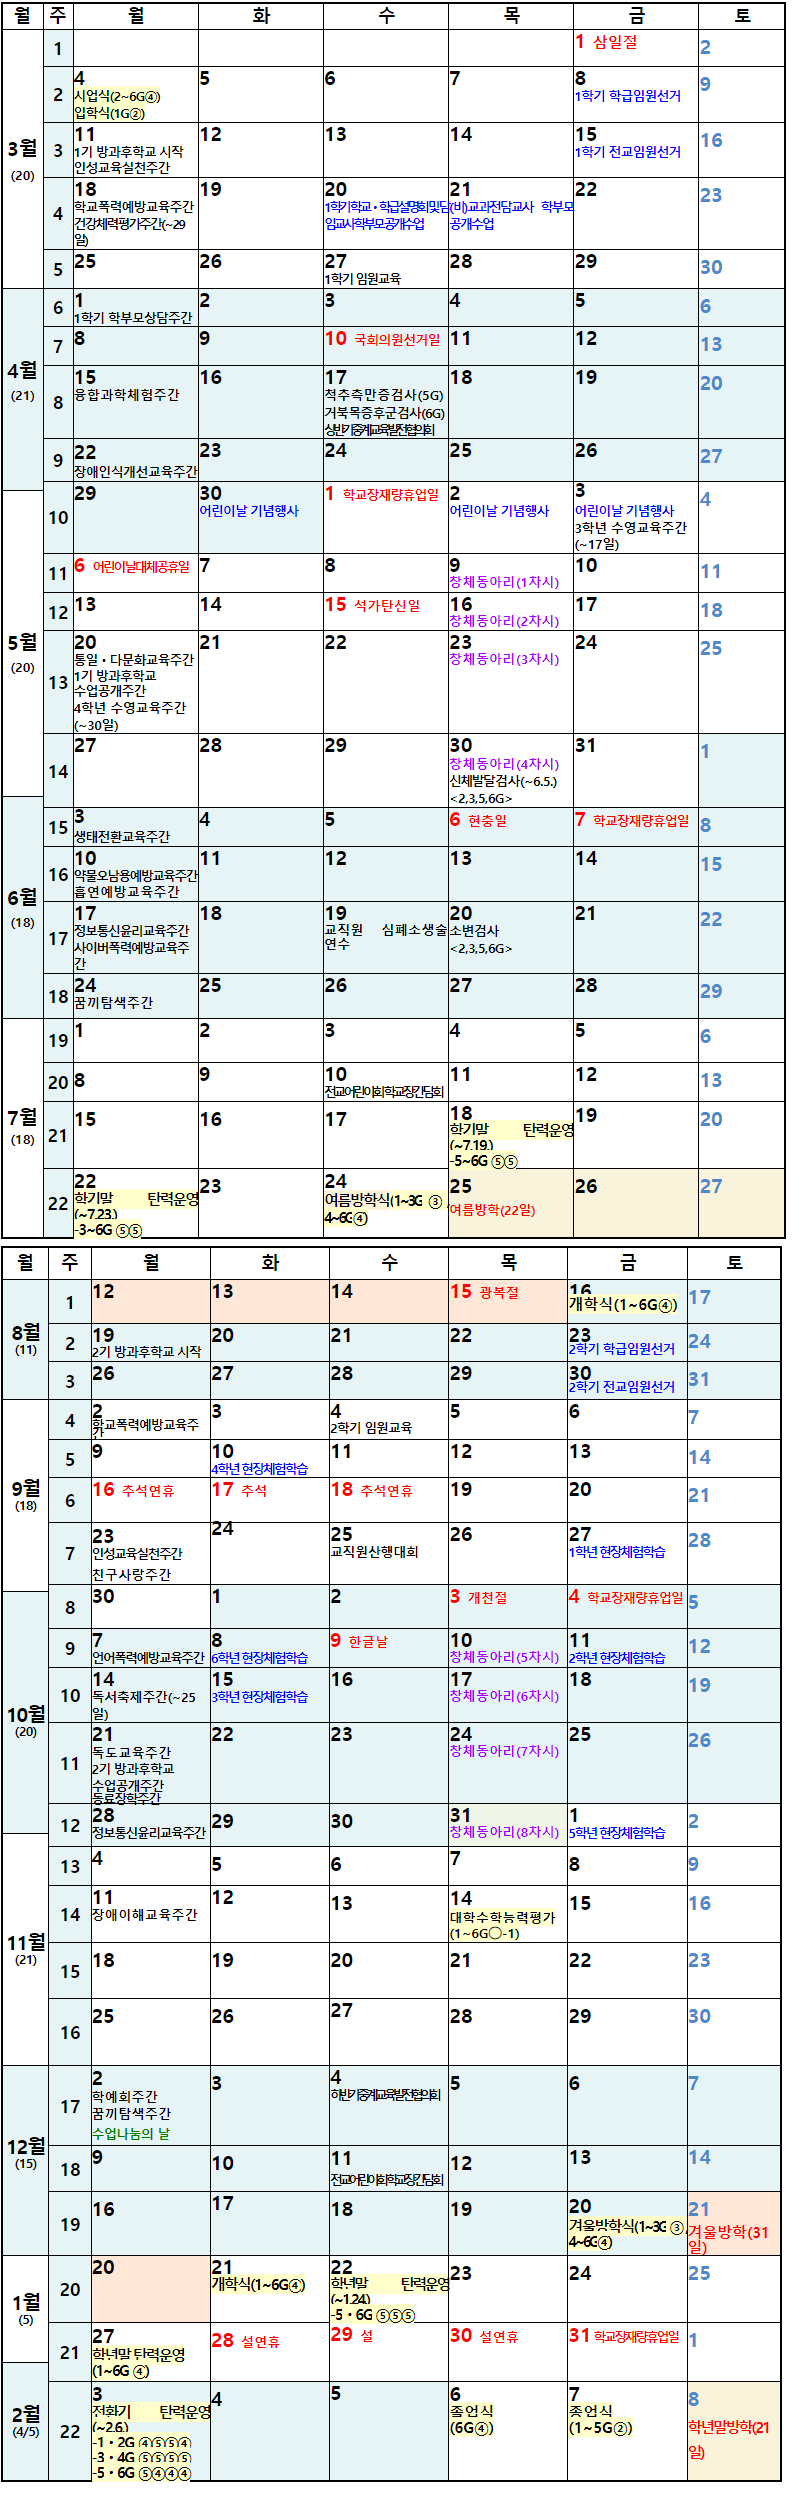 월 주 월 화 수 목 금 토
3월
(20)
1 1 삼일절 2
2 4 5 6 7 8 9
시업식(2~6G④)
입학식(1G②)
1학기 학급임원선거
3 11 12 13 14 15 16
1기 방과후학교 시작
인성교육실천주간
1학기 전교임원선거
4 18 19 20 21 22 23
학교폭력예방교육주간
건강체력평가주간(~29
일)
1학기학교·학급설명회및담
임교사학부모공개수업
(비)교과전담교사 학부모
공개수업
5 25 26 27 28 29 30
1학기 임원교육
4월
(21)
6 1 2 3 4 5 6
1학기 학부모상담주간
7 8 9 10 국회의원선거일 11 12 13
8 15 16 17 18 19 20
융합과학체험주간
척추측만증검사(5G)
거북목증후군검사(6G)
상반기중계교육발전협의회
9 22 23 24 25 26 27
장애인식개선교육주간
10 29 30 1 학교장재량휴업일 2 3 4
어린이날 기념행사
어린이날 기념행사
어린이날 기념행사
3학년 수영교육주간
(~17일)
5월
(20)
11 6 어린이날대체공휴일 7 8 9 10 11
창체동아리(1차시)
12 13 14 15 석가탄신일 16 17 18
창체동아리(2차시)
13 20 21 22 23 24 25
통일·다문화교육주간
1기 방과후학교
수업공개주간
4학년 수영교육주간
(~30일)
창체동아리(3차시)
14 27 28 29 30 31 1
창체동아리(4차시)
신체발달검사(~6.5.)
<2,3,5,6G>
6월
(18)
15 3 4 5 6 현충일 7 학교장재량휴업일 8
생태전환교육주간
16 10 11 12 13 14 15
약물오남용예방교육주간
흡연예방교육주간
17 17 18 19 20 21 22
정보통신윤리교육주간
사이버폭력예방교육주
간
교직원 심폐소생술
연수
소변검사
<2,3,5,6G>
18 24 25 26 27 28 29
꿈끼탐색주간
7월
(18)
19 1 2 3 4 5 6
20 8 9 10 11 12 13
전교어린이회학교장간담회
21 15 16 17 18 19 20
학기말 탄력운영
(~7.19.)
-5~6G ⑤⑤
22 22 23 24 25 26 27
학기말 탄력운영
(~7.23.)
-3~6G ⑤⑤
여름방학식(1~3G ③,
4~6G④)
여름방학(22일)
월 주 월 화 수 목 금 토
8월
(11)
1 12 13 14 15 광복절 16 17
개학식(1~6G④)
2 19 20 21 22 23 24
2기 방과후학교 시작
2학기 학급임원선거
3 26 27 28 29 30 31
2학기 전교임원선거
9월
(18)
4 2 3 4 5 6 7
학교폭력예방교육주
간
2학기 임원교육
5 9 10 11 12 13 14
4학년 현장체험학습
6 16 추석연휴 17 추석 18 추석연휴 19 20 21
7 23 24 25 26 27 28
인성교육실천주간
친구사랑주간
교직원산행대회
1학년 현장체험학습
8 30 1 2 3 개천절 4 학교장재량휴업일 5
10월
(20)
9 7 8 9 한글날 10 11 12
언어폭력예방교육주간
6학년 현장체험학습
창체동아리(5차시)
2학년 현장체험학습
10 14 15 16 17 18 19
독서축제주간(~25
일)
3학년 현장체험학습
창체동아리(6차시)
11 21 22 23 24 25 26
독도교육주간
2기 방과후학교
수업공개주간
동료장학주간
창체동아리(7차시)
12 28 29 30 31 1 2
정보통신윤리교육주간
창체동아리(8차시)
5학년 현장체험학습
11월
(21)
13 4 5 6 7 8 9
14 11 12 13 14 15 16
장애이해교육주간
대학수학능력평가
(1~6G◯-1)
15 18 19 20 21 22 23
16 25 26 27 28 29 30
12월
(15)
17 2 3 4 5 6 7
학예회주간
꿈끼탐색주간
수업나눔의 날
하반기중계교육발전협의회
18 9 10 11 12 13 14
전교어린이회학교장간담회
19 16 17 18 19 20 21
겨울방학식(1~3G ③,
4~6G④)
겨울방학(31
일)
1월
(5)
20 20 21 22 23 24 25
개학식(1~6G④)
학년말 탄력운영
(~1.24.)
-5·6G ⑤⑤⑤
21 27 28 설연휴 29 설 30 설연휴 31 학교장재량휴업일 1
학년말 탄력운영
(1~6G ④)
2월
(4/5)
22 3 4 5 6 7 8
전환기 탄력운영
(~2.6.)
-1·2G ④⑤⑤④
-3·4G ⑤⑤⑤⑤
-5·6G ⑤④④④
졸업식
(6G④)
종업식
(1~5G②)
학년말방학(21
일)